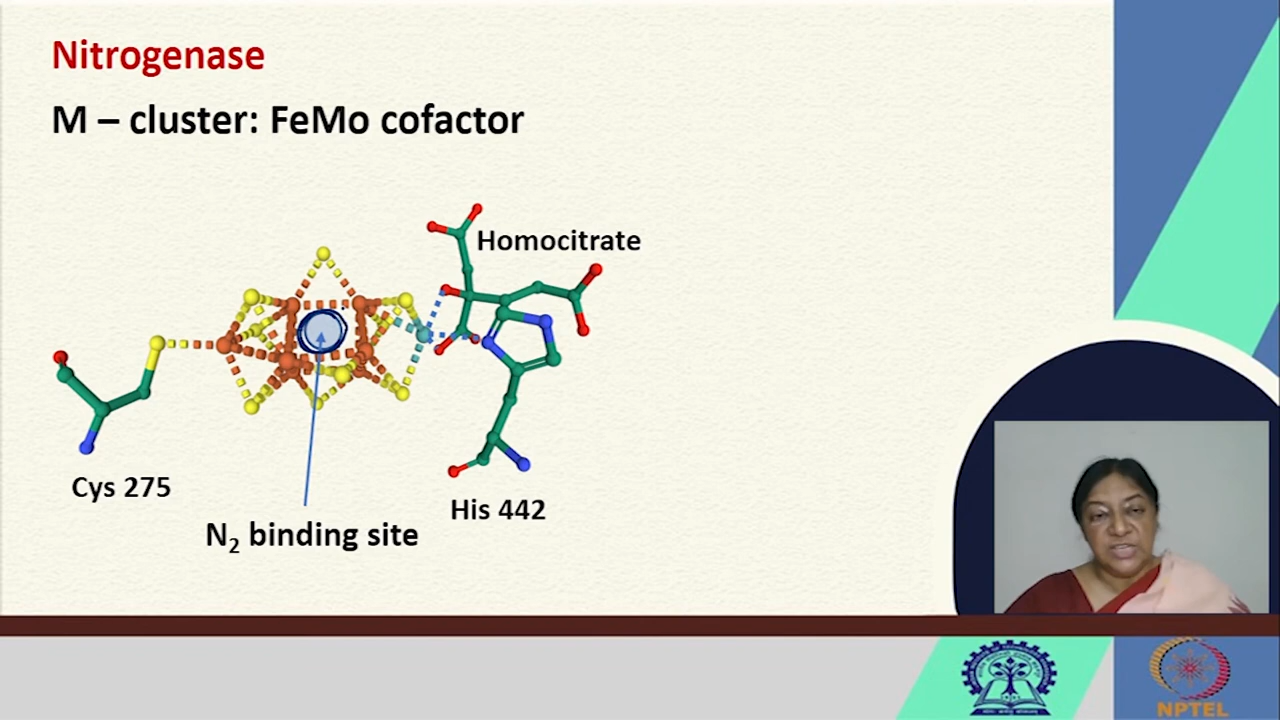 Nitrogenase
M – cluster: FeMo cofactor
Homocitrate
Cys 275
His 442
N₂ binding site
NPTEL